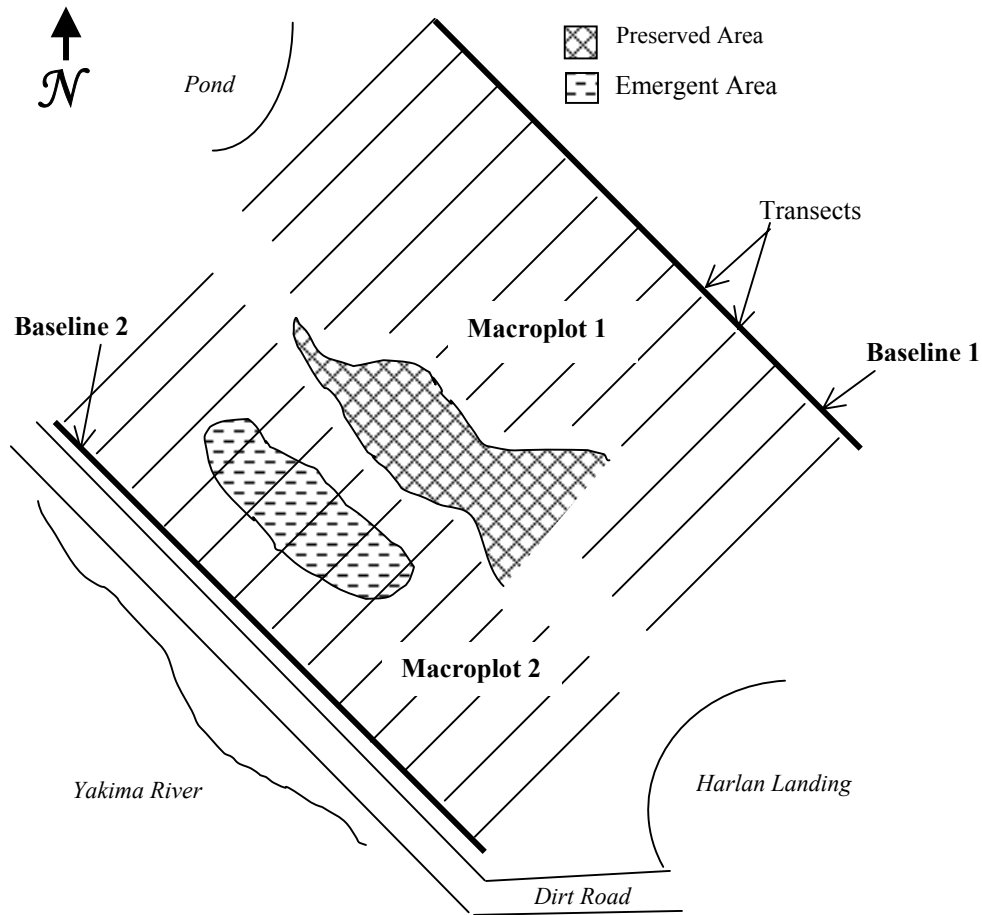 Preserved Area
N
Pond
Emergent Area
Transects
Baseline 2
Macroplot 1
Baseline 1
Macroplot 2
Yakima River
Harlan Landing
Dirt Road